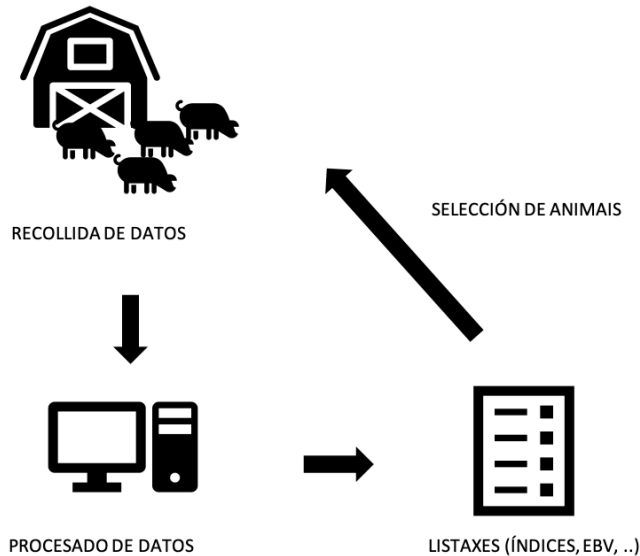 SELECCIÓN DE ANIMAIS
RECOLLIDA DE DATOS
PROCESADO DE DATOS
LISTAXES (ÍNDICES, EBV, ..)